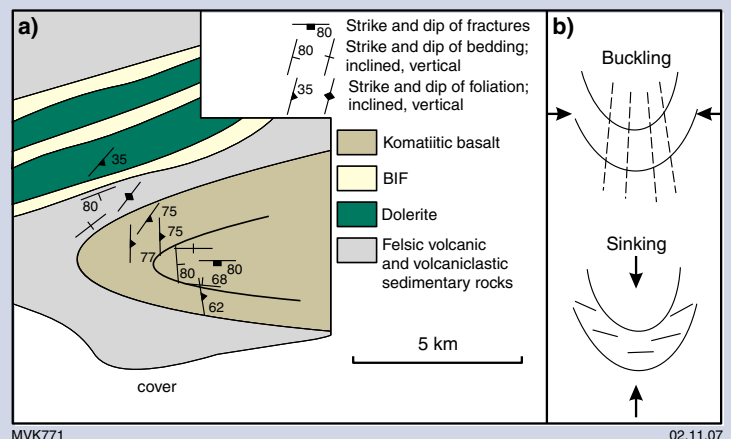 a)
80
Strike and dip of fractures
80
Strike and dip of bedding;
inclined, vertical
35
Strike and dip of foliation;
inclined, vertical
Komatiitic basalt
BIF
Dolerite
Felsic volcanic
and volcaniclastic
sedimentary rocks
35
80
75
75
77
80
80
68
62
5 km
cover
b)
Buckling
Sinking
MVK771
02.11.07